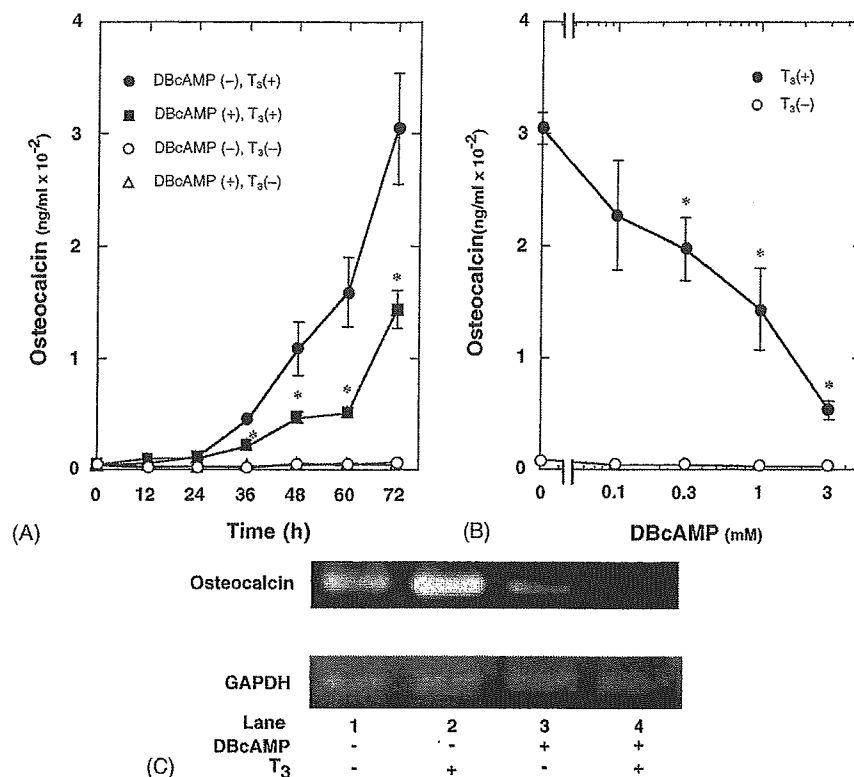 4
3
2
1
0
Osteocalcin (ng/ml x 10-2)
DBcAMP (-), T3(+)
DBcAMP (+), T3(+)
DBcAMP (-), T3(-)
DBcAMP (+), T3(-)
*
*
*
*
0 12 24 36 48 60 72
Time (h)
(A)
4
3
2
1
0
Osteocalcin(ng/ml x 10-2)
T3(+)
T3(-)
*
*
*
0 0.1 0.3 1 3
DBcAMP (mM)
(B)
Osteocalcin
GAPDH
Lane 1 2 3 4
DBcAMP - - + +
T3 - + - +
(C)